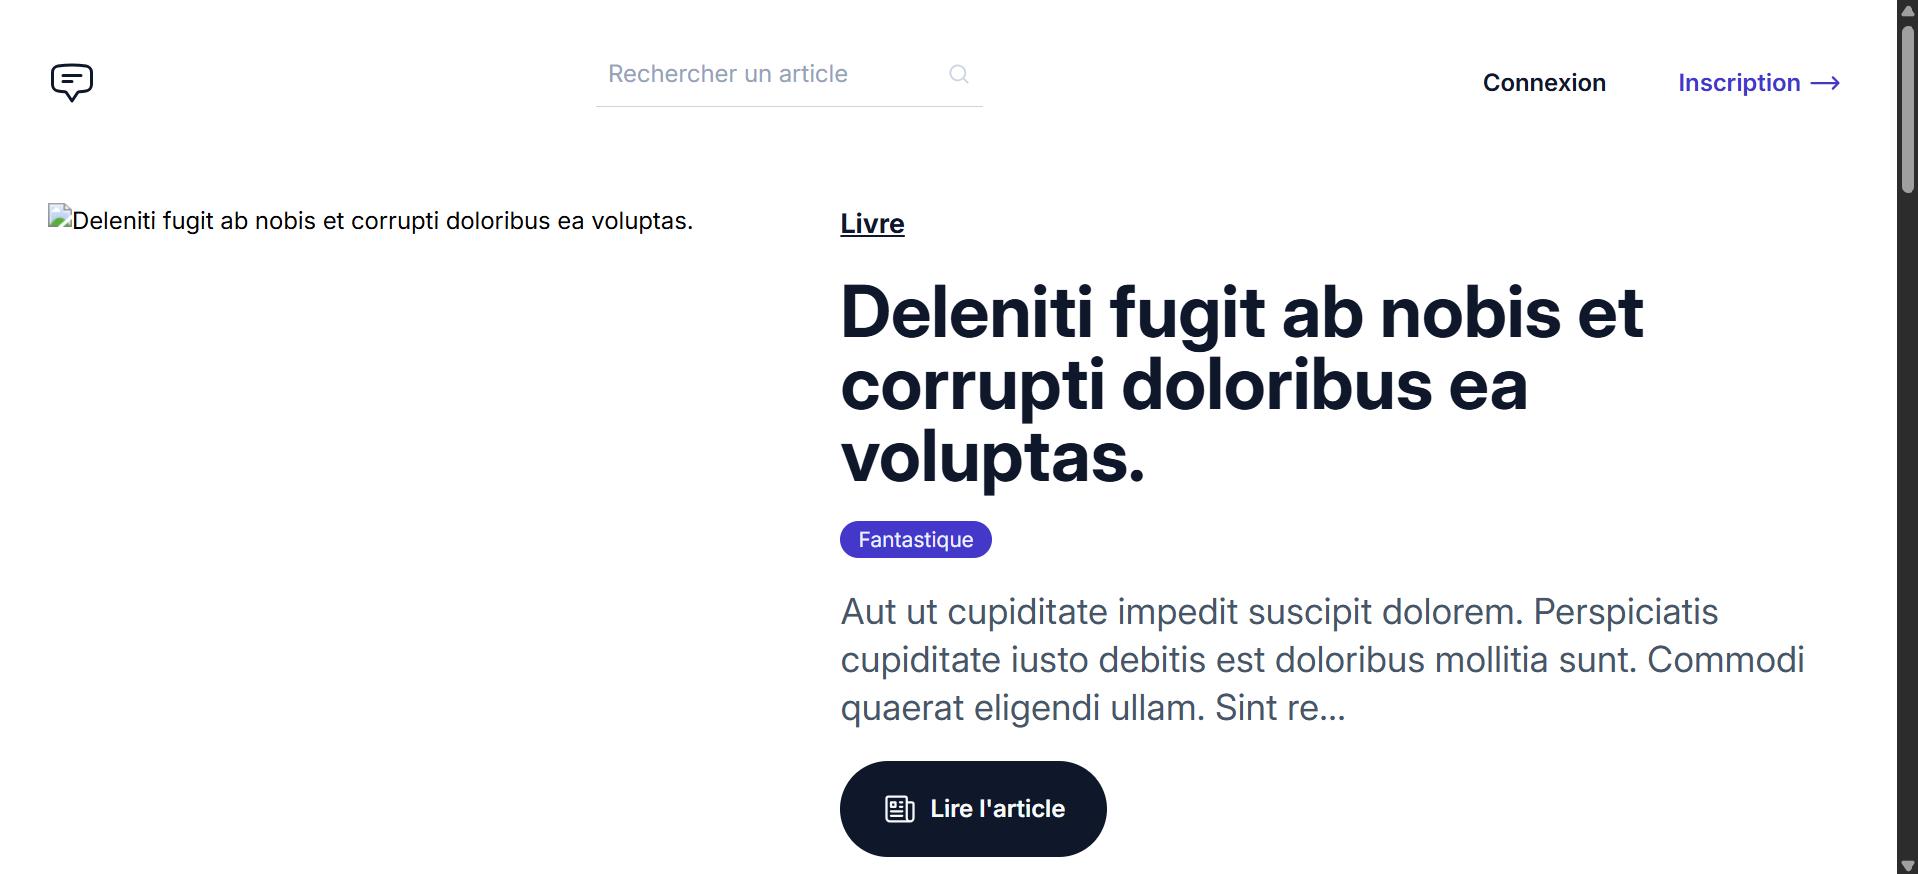 Rechercher un article
Connexion
Inscription
Deleniti fugit ab nobis et corrupti doloribus ea voluptas.
Livre
Deleniti fugit ab nobis et
corrupti doloribus ea
voluptas.
Fantastique
Aut ut cupiditate impedit suscipit dolorem. Perspiciatis
cupiditate iusto debitis est doloribus mollitia sunt. Commodi
quaerat eligendi ullam. Sint re...
Lire l'article